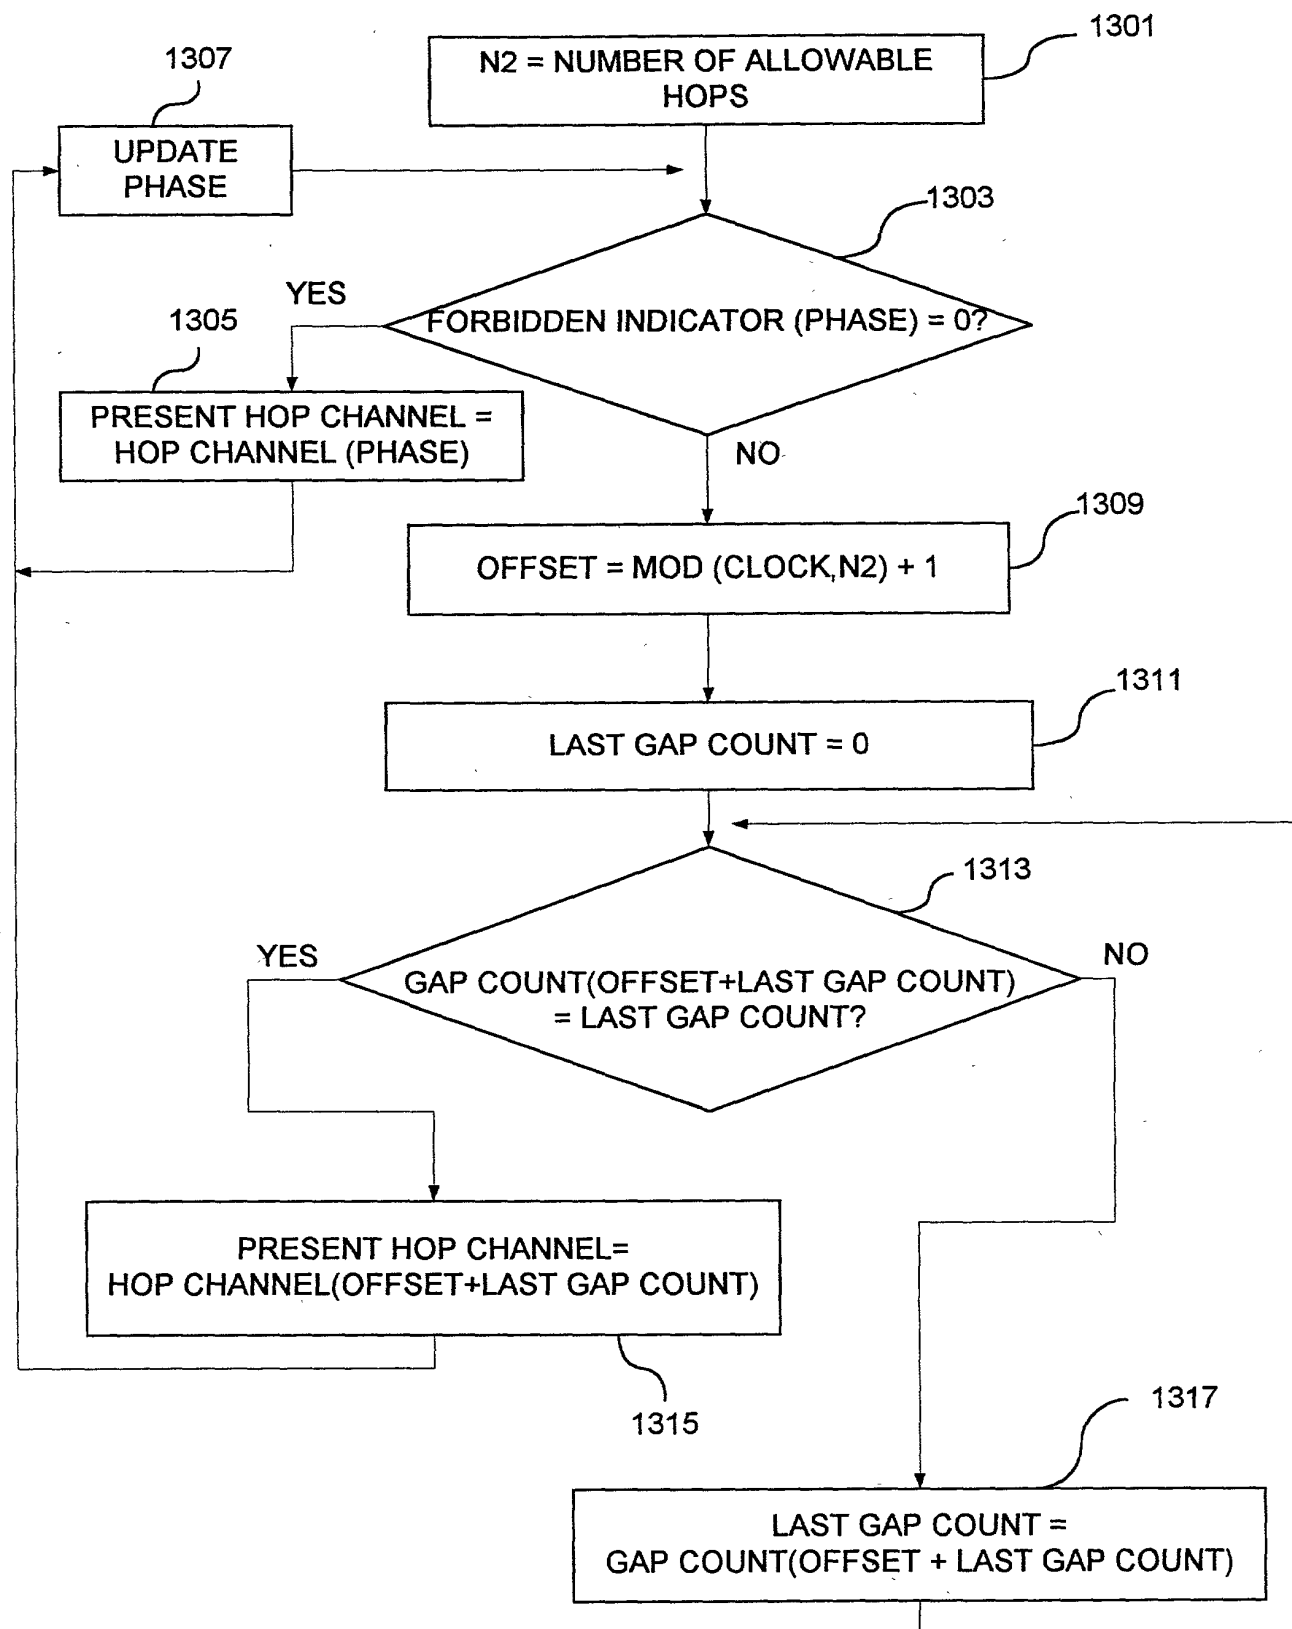 1301
N2 = NUMBER OF ALLOWABLE
HOPS
1307
UPDATE
PHASE
1303
FORBIDDEN INDICATOR (PHASE) = 0?
YES
NO
1305
PRESENT HOP CHANNEL =
HOP CHANNEL (PHASE)
1309
OFFSET = MOD (CLOCK,N2) + 1
1311
LAST GAP COUNT = 0
1313
GAP COUNT(OFFSET+LAST GAP COUNT)
= LAST GAP COUNT?
YES
NO
PRESENT HOP CHANNEL=
HOP CHANNEL(OFFSET+LAST GAP COUNT)
1315
1317
LAST GAP COUNT =
GAP COUNT(OFFSET + LAST GAP COUNT)